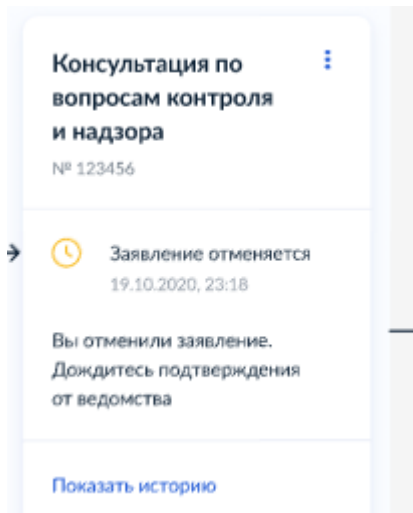 Консультация по
вопросам контроля
и надзора
№ 123456
Заявление отменяется
19.10.2020, 23:18
Вы отменили заявление.
Дождитесь подтверждения
от ведомства
Показать историю